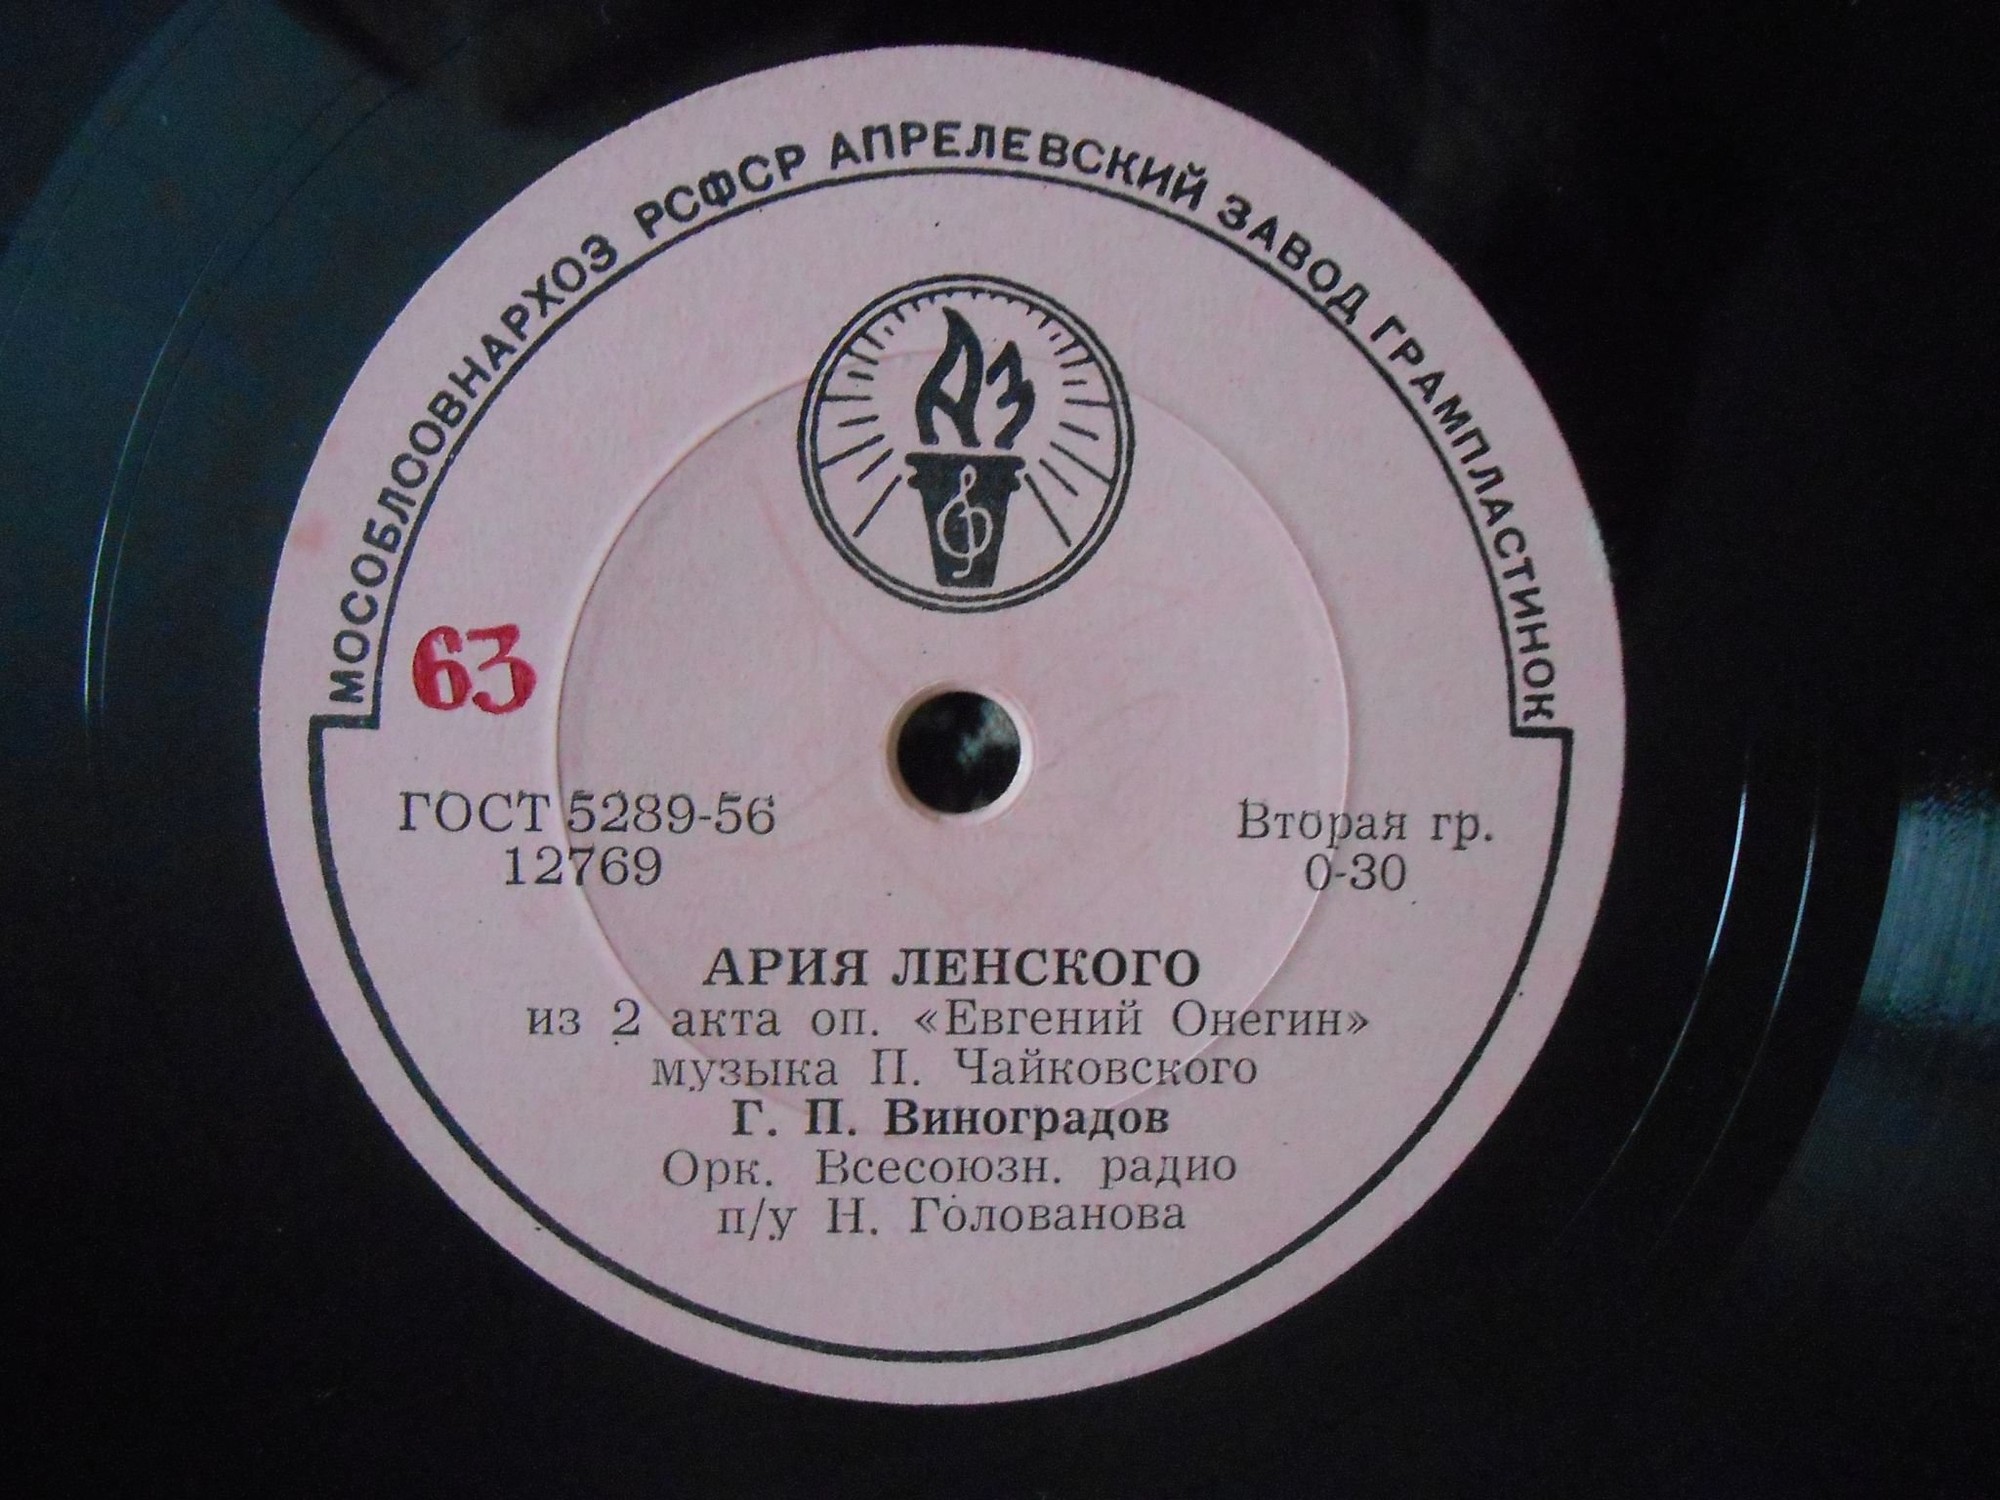 МОСОБЛСОВНАРХОЗ РСФСР АПРЕЛЕВСКИЙ ЗАВОД ГРАМПЛАСТИНОК
АЗ
63
ГОСТ 5289-56
12769
Вторая гр.
0-30
АРИЯ ЛЕНСКОГО
из 2 акта оп. «Евгений Онегин»
музыка П. Чайковского
Г. П. Виноградов
Орк. Всесоюзн. радио
п/у Н. Голованова